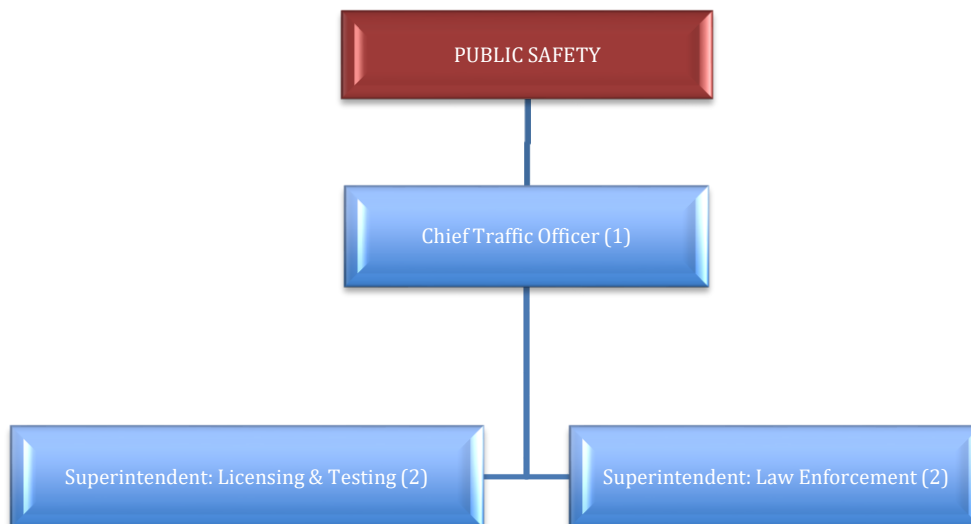 PUBLIC SAFETY
Chief Traffic Officer (1)
Superintendent: Licensing & Testing (2)
Superintendent: Law Enforcement (2)